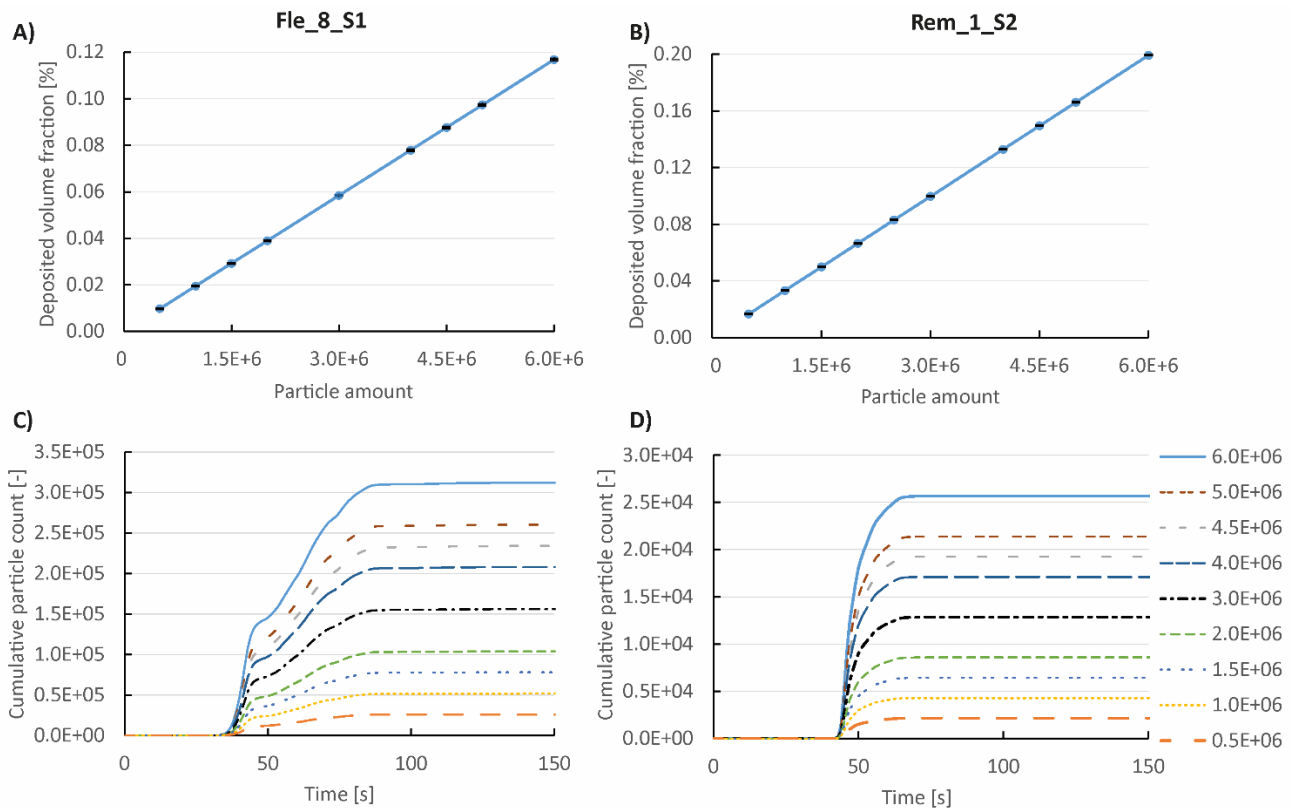 Fle_8_S1
Rem_1_S2
A)
0.12
0.10
0.08
0.06
0.04
0.02
0.00
Deposited volume fraction [%]
0
1.5E+6
3.0E+6
4.5E+6
6.0E+6
Particle amount
B)
0.20
0.16
0.12
0.08
0.04
0.00
Deposited volume fraction [%]
0
1.5E+6
3.0E+6
4.5E+6
6.0E+6
Particle amount
C)
3.5E+05
3.0E+05
2.5E+05
2.0E+05
1.5E+05
1.0E+05
0.5E+05
0.0E+00
Cumulative particle count [-]
0
50
100
150
Time [s]
D)
3.0E+04
2.5E+04
2.0E+04
1.5E+04
1.0E+04
0.5E+04
0.0E+00
Cumulative particle count [-]
0
50
100
150
Time [s]
6.0E+06
5.0E+06
4.5E+06
4.0E+06
3.0E+06
2.0E+06
1.5E+06
1.0E+06
0.5E+06